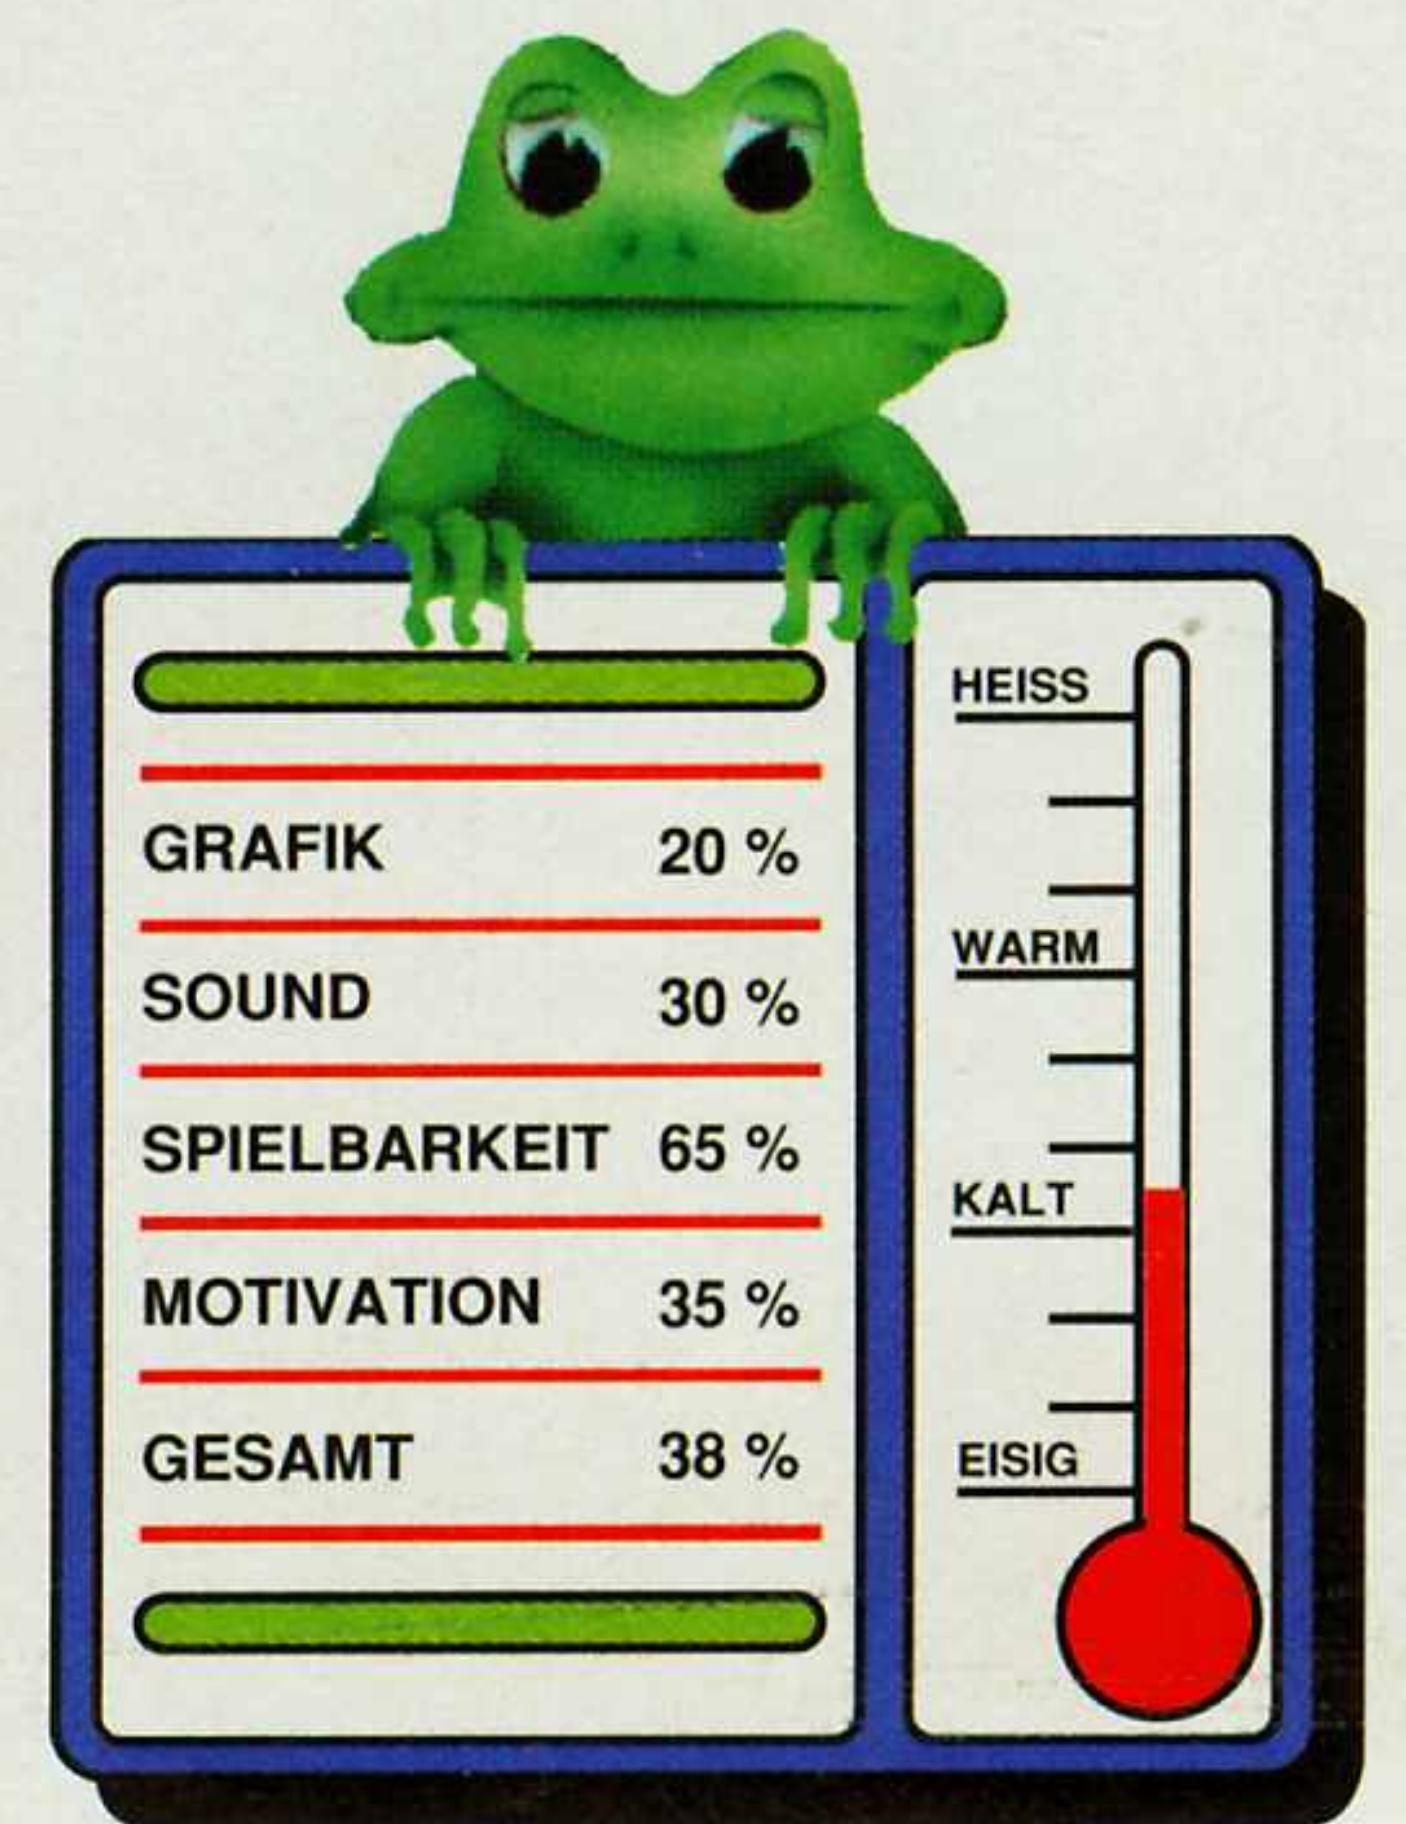 GRAFIK 20 %
SOUND 30 %
SPIELBARKEIT 65 %
MOTIVATION 35 %
GESAMT 38 %
HEISS
WARM
KALT
EISIG